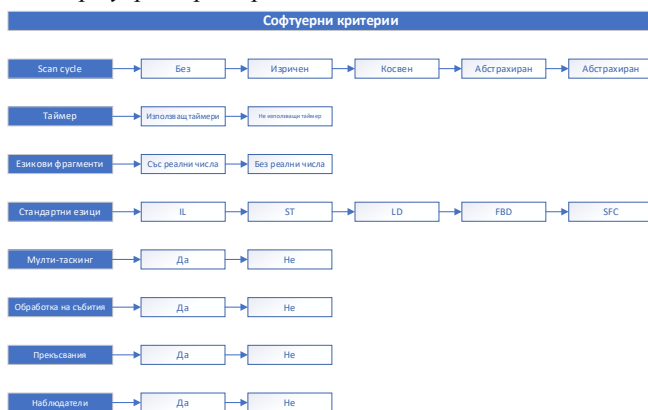 Софтуерни критерии
Scan cycle Без Изричен Косвен Абстрахиран Абстрахиран
Таймер Използващ таймери Не използващи таймер
Езикови фрагменти Със реални числа Без реални числа
Стандартни езици IL ST LD FBD SFC
Мулти-таскинг Да Не
Обработка на събития Да Не
Прекъсвания Да Не
Наблюдатели Да Не